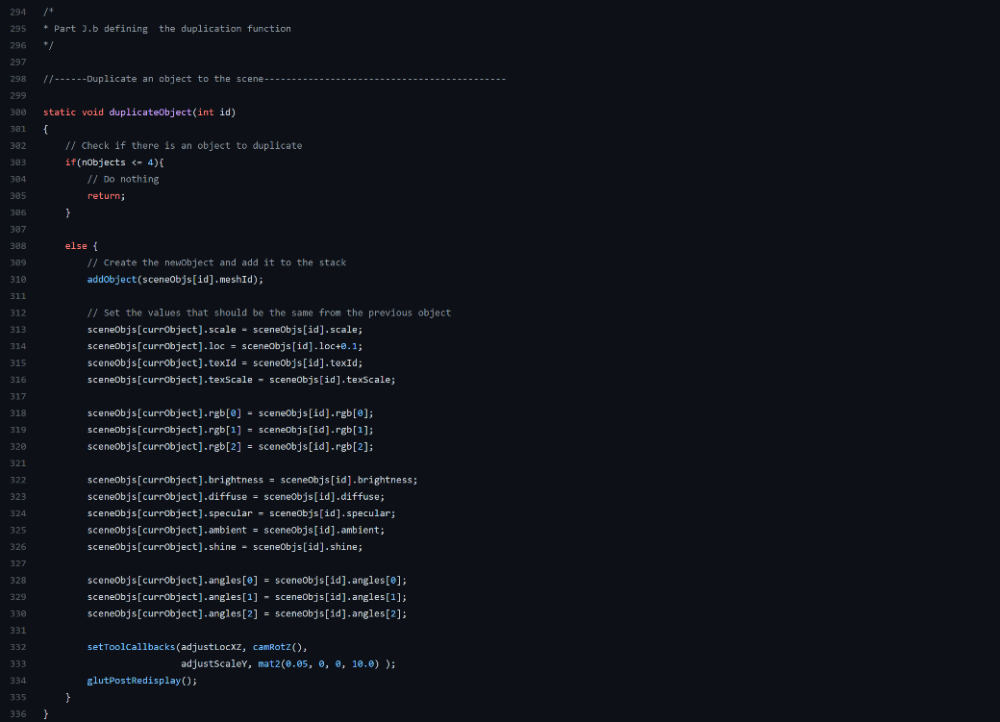 294 /*
295 * Part J.b defining  the duplication function
296 */
297
298 //------Duplicate an object to the scene--------------------------------------------
299
300 static void duplicateObject(int id)
301 {
302     // Check if there is an object to duplicate
303     if(nObjects <= 4){
304         // Do nothing
305         return;
306     }
307
308     else {
309         // Create the newObject and add it to the stack
310         addObject(sceneObjs[id].meshId);
311
312         // Set the values that should be the same from the previous object
313         sceneObjs[currObject].scale = sceneObjs[id].scale;
314         sceneObjs[currObject].loc = sceneObjs[id].loc+0.1;
315         sceneObjs[currObject].texId = sceneObjs[id].texId;
316         sceneObjs[currObject].texScale = sceneObjs[id].texScale;
317
318         sceneObjs[currObject].rgb[0] = sceneObjs[id].rgb[0];
319         sceneObjs[currObject].rgb[1] = sceneObjs[id].rgb[1];
320         sceneObjs[currObject].rgb[2] = sceneObjs[id].rgb[2];
321
322         sceneObjs[currObject].brightness = sceneObjs[id].brightness;
323         sceneObjs[currObject].diffuse = sceneObjs[id].diffuse;
324         sceneObjs[currObject].specular = sceneObjs[id].specular;
325         sceneObjs[currObject].ambient = sceneObjs[id].ambient;
326         sceneObjs[currObject].shine = sceneObjs[id].shine;
327
328         sceneObjs[currObject].angles[0] = sceneObjs[id].angles[0];
329         sceneObjs[currObject].angles[1] = sceneObjs[id].angles[1];
330         sceneObjs[currObject].angles[2] = sceneObjs[id].angles[2];
331
332         setToolCallbacks(adjustLocXZ, camRotZ(),
333                          adjustScaleY, mat2(0.05, 0, 0, 10.0) );
334         glutPostRedisplay();
335     }
336 }